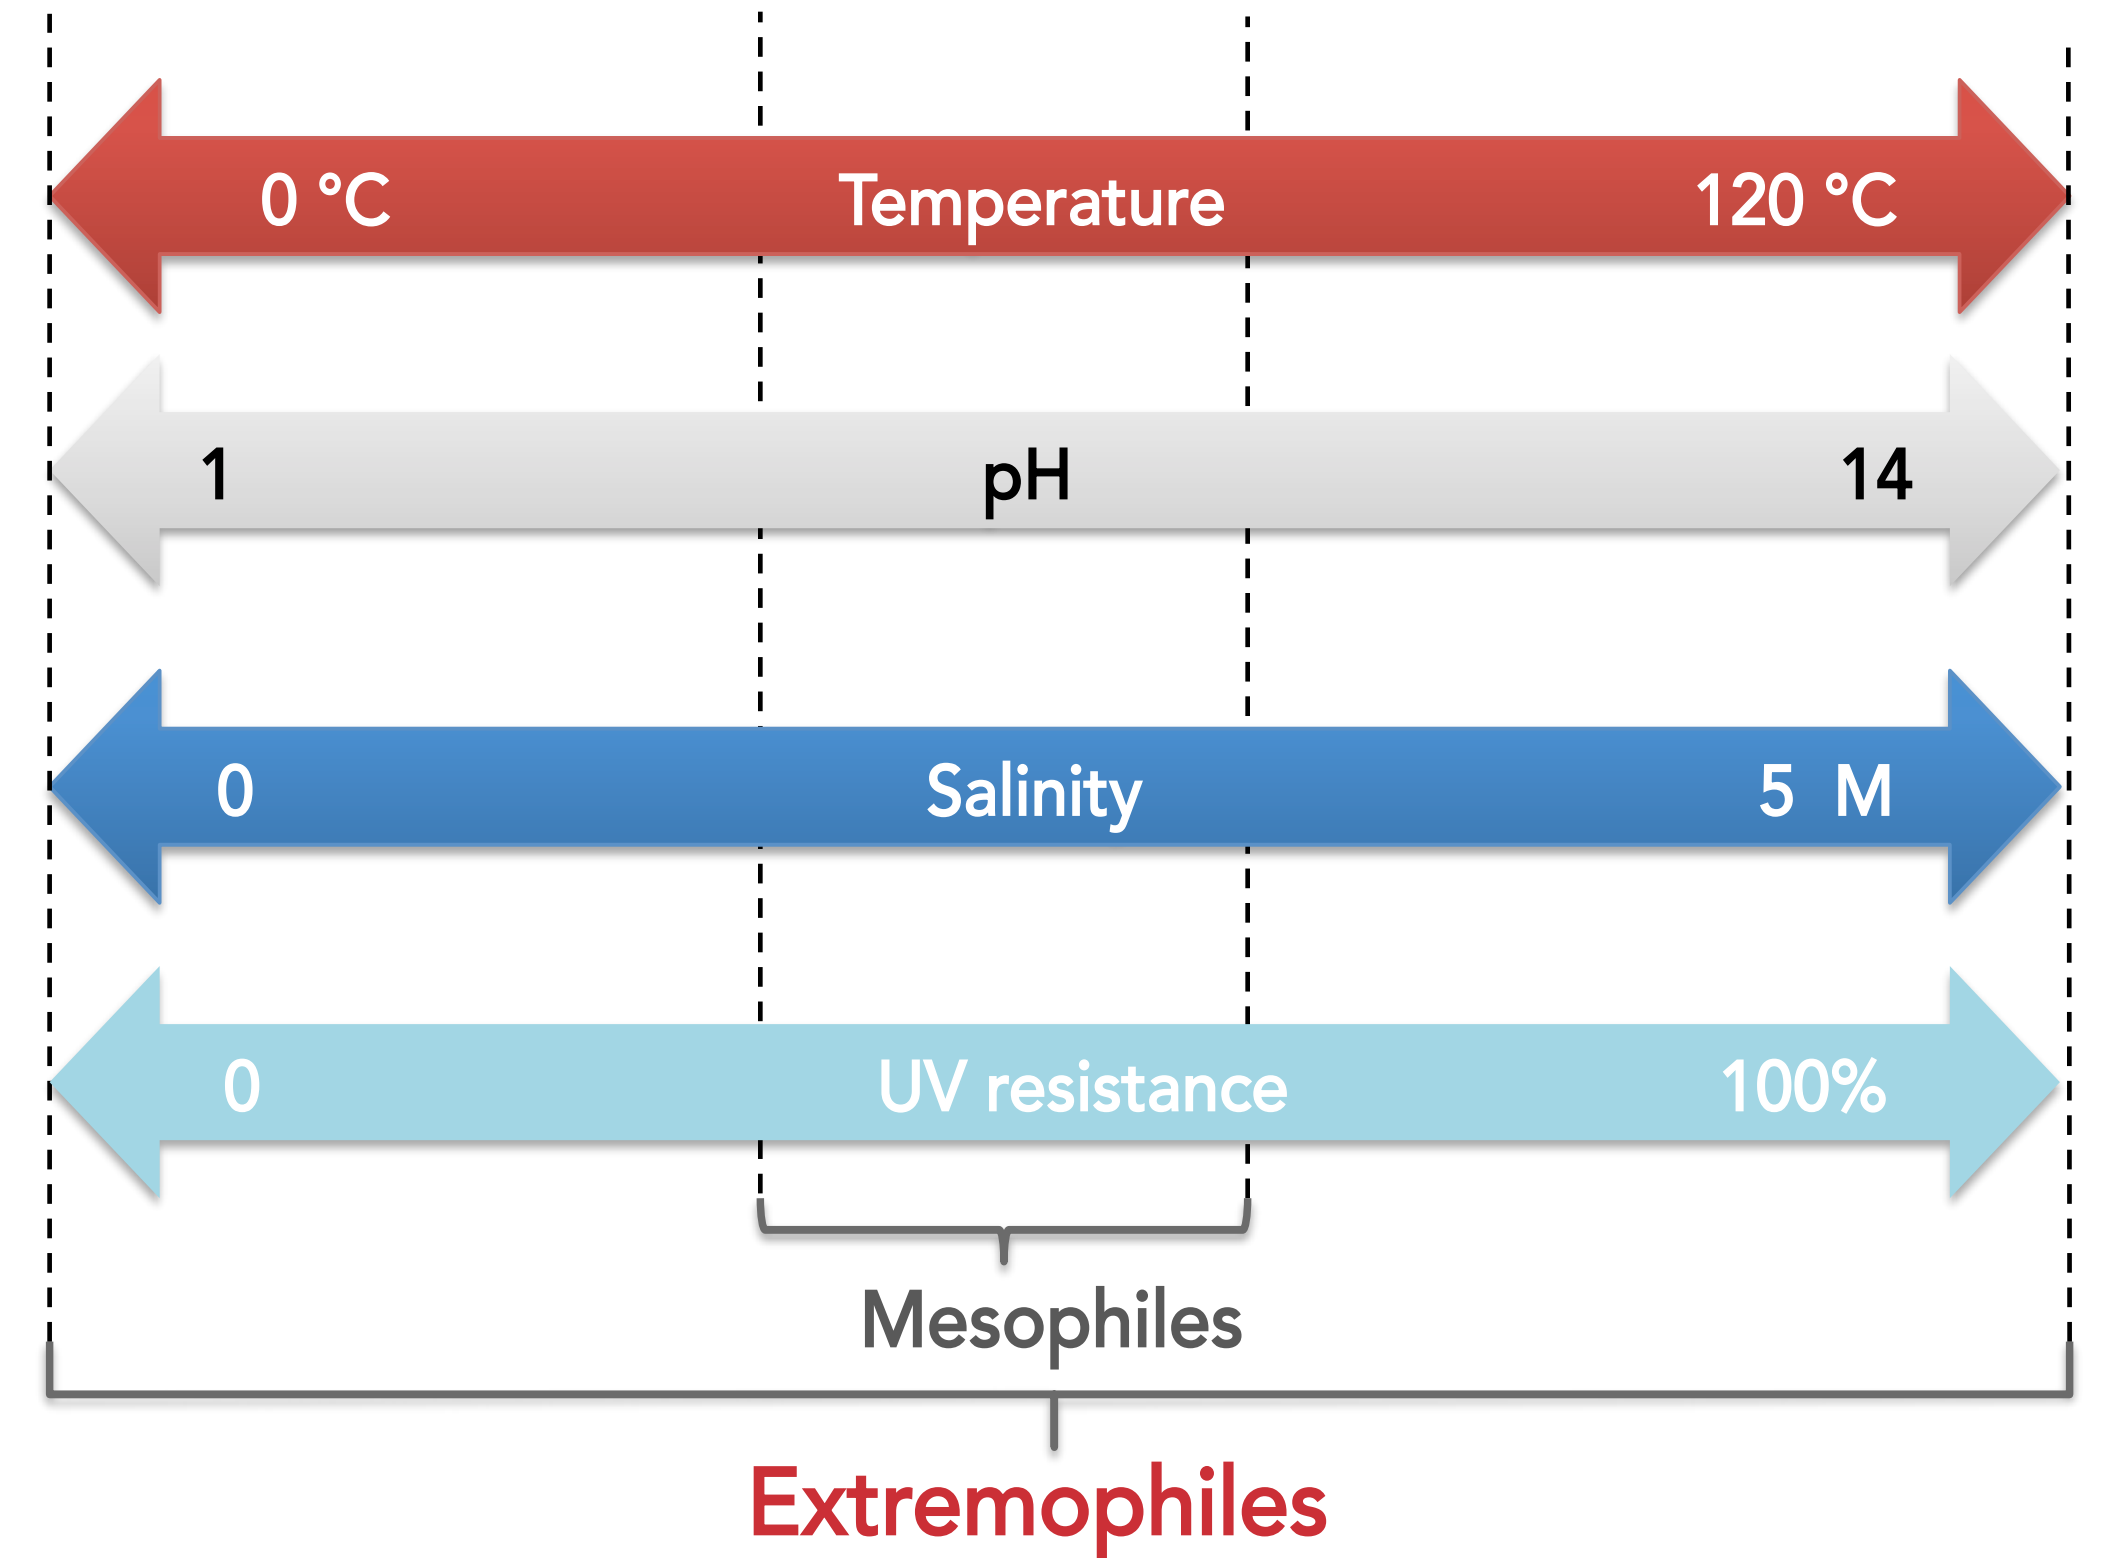 0 °C Temperature 120 °C
1 pH 14
0 Salinity 5 M
0 UV resistance 100%
Mesophiles
Extremophiles